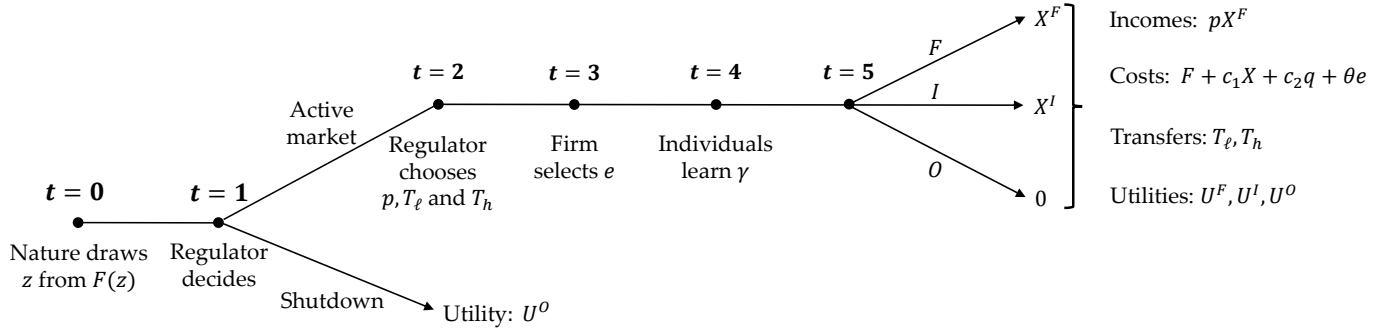 t = 0
Nature draws
z from F(z)
t = 1
Regulator
decides
Active
market
Shutdown
Utility: U^O
t = 2
Regulator
chooses
p, T_ℓ and T_h
t = 3
Firm
selects e
t = 4
Individuals
learn γ
t = 5
F
I
O
X^F
X^I
0
Incomes: pX^F
Costs: F + c_1X + c_2q + θe
Transfers: T_ℓ, T_h
Utilities: U^F, U^I, U^O